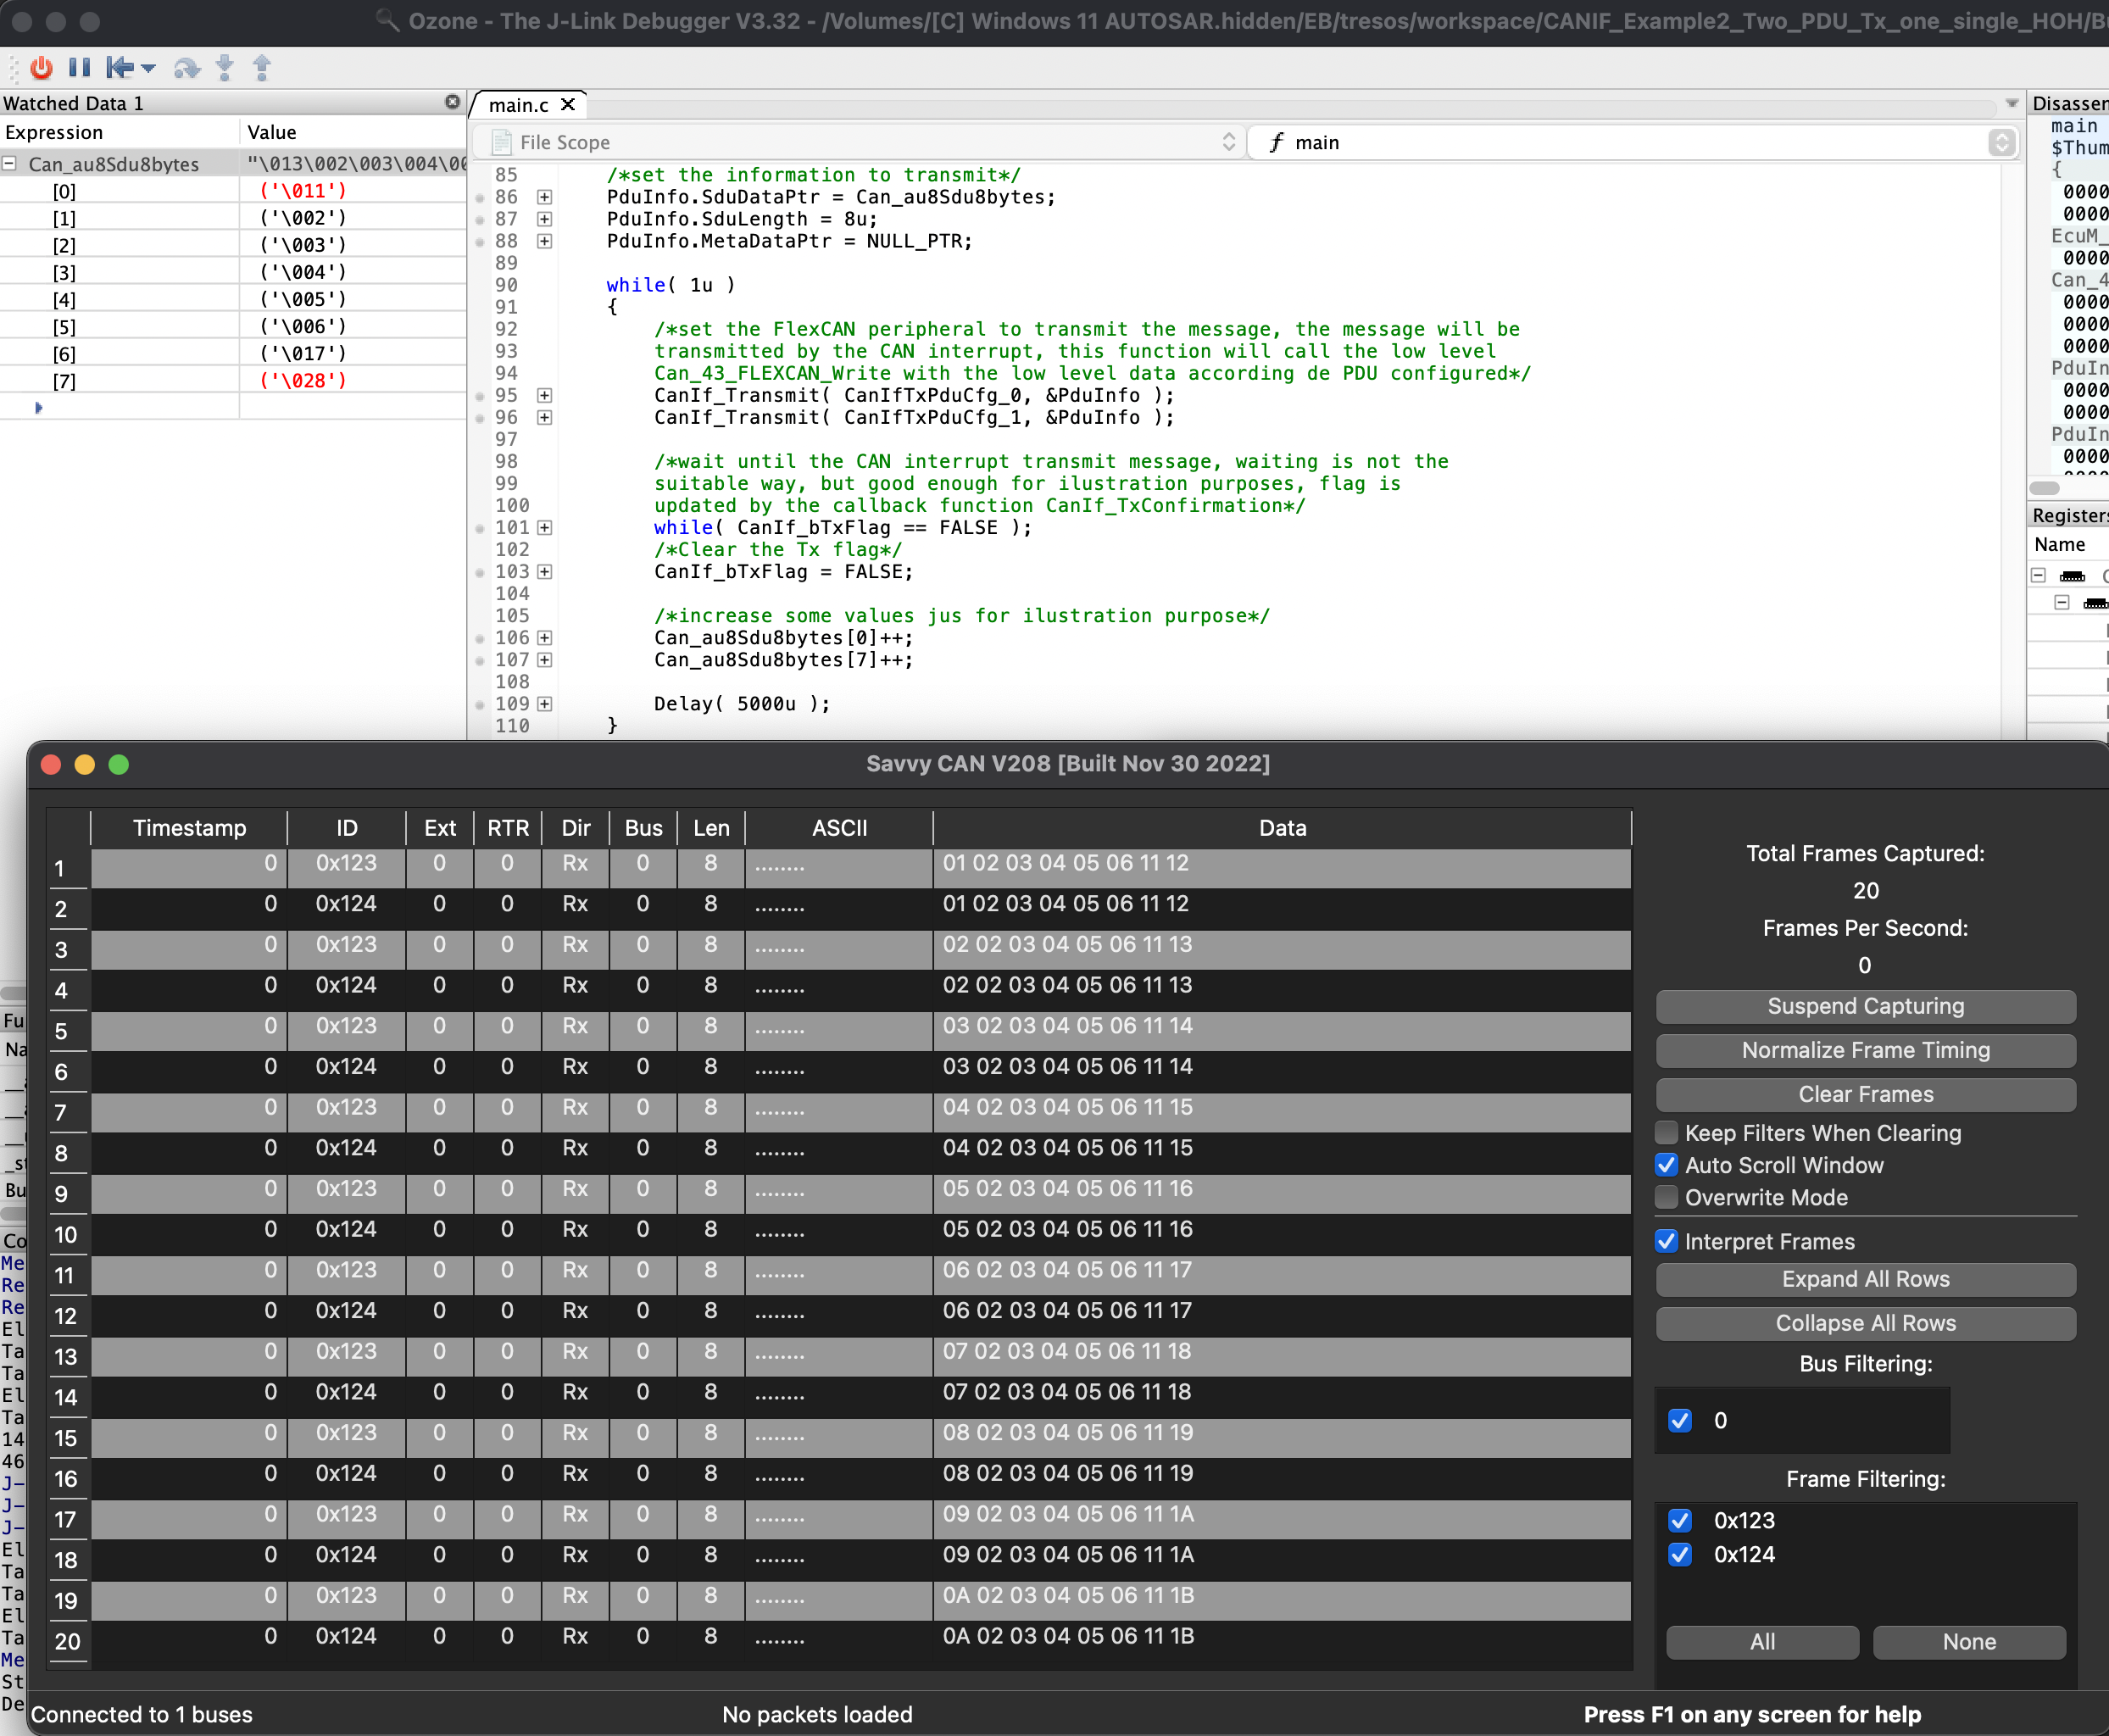 Ozone - The J-Link Debugger V3.32 - /Volumes/[C] Windows 11 AUTOSAR.hidden/EB/tresos/workspace/CANIF_Example2_Two_PDU_Tx_one_single_HOH/B
Watched Data 1
Expression Value
Can_au8Sdu8bytes "\013\002\003\004\00
[0] ('\011')
[1] ('\002')
[2] ('\003')
[3] ('\004')
[4] ('\005')
[5] ('\006')
[6] ('\017')
[7] ('\028')
main.c
File Scope
f main
85 /*set the information to transmit*/
86 PduInfo.SduDataPtr = Can_au8Sdu8bytes;
87 PduInfo.SduLength = 8u;
88 PduInfo.MetaDataPtr = NULL_PTR;
89
90 while( 1u )
91 {
92 /*set the FlexCAN peripheral to transmit the message, the message will be
93 transmitted by the CAN interrupt, this function will call the low level
94 Can_43_FLEXCAN_Write with the low level data according de PDU configured*/
95 CanIf_Transmit( CanIfTxPduCfg_0, &PduInfo );
96 CanIf_Transmit( CanIfTxPduCfg_1, &PduInfo );
97
98 /*wait until the CAN interrupt transmit message, waiting is not the
99 suitable way, but good enough for ilustration purposes, flag is
100 updated by the callback function CanIf_TxConfirmation*/
101 while( CanIf_bTxFlag == FALSE );
102 /*Clear the Tx flag*/
103 CanIf_bTxFlag = FALSE;
104
105 /*increase some values jus for ilustration purpose*/
106 Can_au8Sdu8bytes[0]++;
107 Can_au8Sdu8bytes[7]++;
108
109 Delay( 5000u );
110 }
Disassem
main
$Thum
{
0000
0000
EcuM_
0000
Can_4
0000
0000
0000
PduIn
0000
0000
PduIn
0000
Registers
Name
Fu
Na
Bu
Co
Me
Re
Re
El
Ta
Ta
El
Ta
14
46
J-
J-
J-
El
Ta
Ta
El
Ta
Me
St
De
Savvy CAN V208 [Built Nov 30 2022]
Timestamp ID Ext RTR Dir Bus Len ASCII Data
1 0 0x123 0 0 Rx 0 8 ........ 01 02 03 04 05 06 11 12
2 0 0x124 0 0 Rx 0 8 ........ 01 02 03 04 05 06 11 12
3 0 0x123 0 0 Rx 0 8 ........ 02 02 03 04 05 06 11 13
4 0 0x124 0 0 Rx 0 8 ........ 02 02 03 04 05 06 11 13
5 0 0x123 0 0 Rx 0 8 ........ 03 02 03 04 05 06 11 14
6 0 0x124 0 0 Rx 0 8 ........ 03 02 03 04 05 06 11 14
7 0 0x123 0 0 Rx 0 8 ........ 04 02 03 04 05 06 11 15
8 0 0x124 0 0 Rx 0 8 ........ 04 02 03 04 05 06 11 15
9 0 0x123 0 0 Rx 0 8 ........ 05 02 03 04 05 06 11 16
10 0 0x124 0 0 Rx 0 8 ........ 05 02 03 04 05 06 11 16
11 0 0x123 0 0 Rx 0 8 ........ 06 02 03 04 05 06 11 17
12 0 0x124 0 0 Rx 0 8 ........ 06 02 03 04 05 06 11 17
13 0 0x123 0 0 Rx 0 8 ........ 07 02 03 04 05 06 11 18
14 0 0x124 0 0 Rx 0 8 ........ 07 02 03 04 05 06 11 18
15 0 0x123 0 0 Rx 0 8 ........ 08 02 03 04 05 06 11 19
16 0 0x124 0 0 Rx 0 8 ........ 08 02 03 04 05 06 11 19
17 0 0x123 0 0 Rx 0 8 ........ 09 02 03 04 05 06 11 1A
18 0 0x124 0 0 Rx 0 8 ........ 09 02 03 04 05 06 11 1A
19 0 0x123 0 0 Rx 0 8 ........ 0A 02 03 04 05 06 11 1B
20 0 0x124 0 0 Rx 0 8 ........ 0A 02 03 04 05 06 11 1B
Total Frames Captured:
20
Frames Per Second:
0
Suspend Capturing
Normalize Frame Timing
Clear Frames
Keep Filters When Clearing
Auto Scroll Window
Overwrite Mode
Interpret Frames
Expand All Rows
Collapse All Rows
Bus Filtering:
0
Frame Filtering:
0x123
0x124
All None
Connected to 1 buses No packets loaded Press F1 on any screen for help